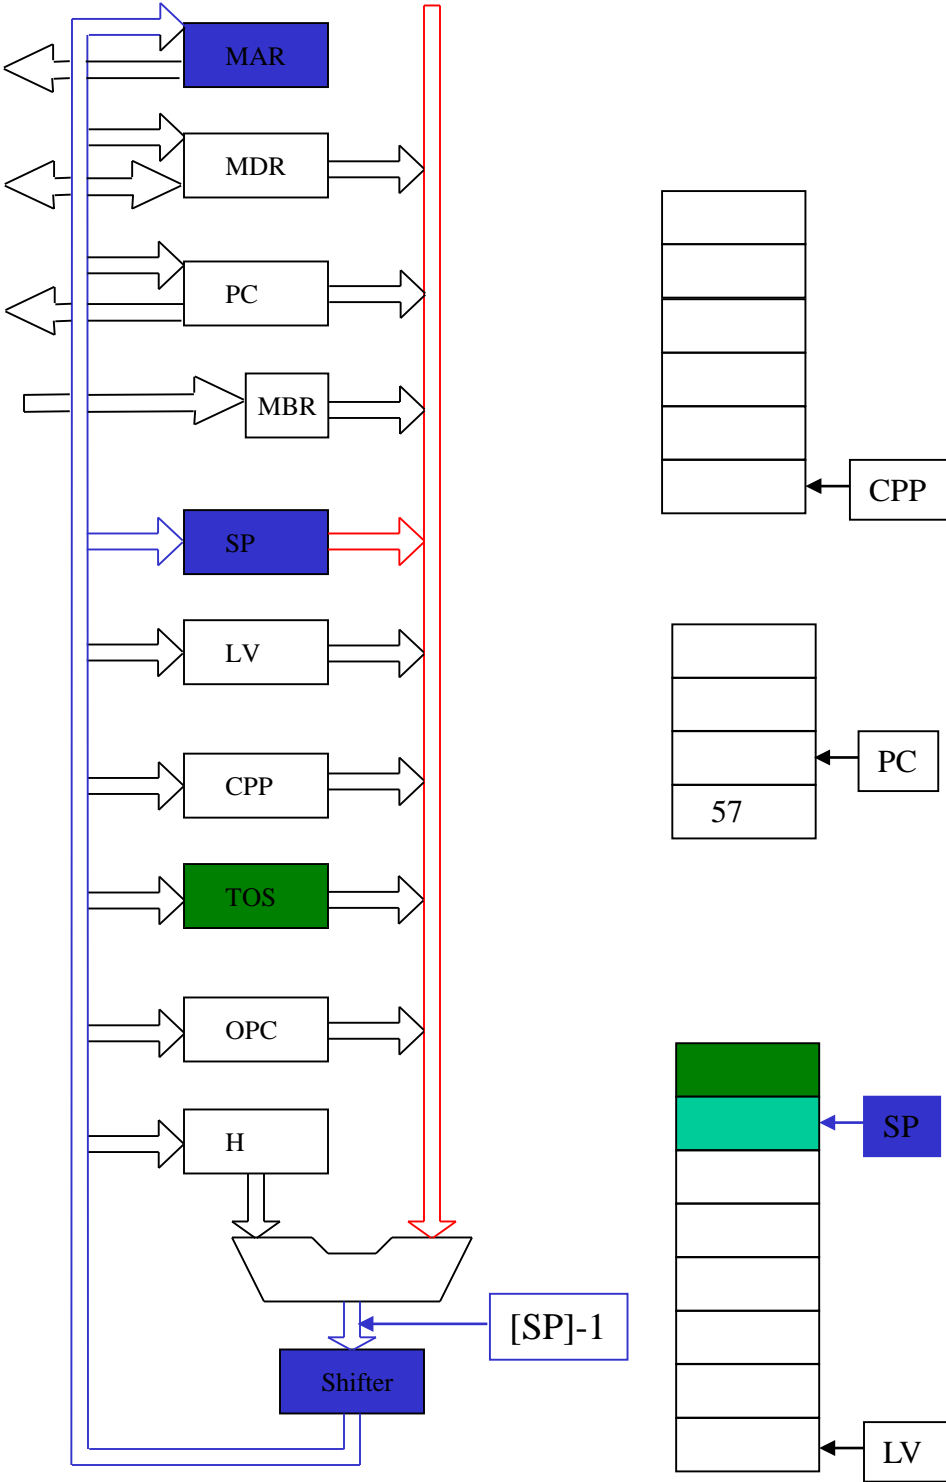 MAR
MDR
PC
MBR
SP
LV
CPP
TOS
OPC
H
[SP]-1
Shifter
CPP
PC
57
SP
LV